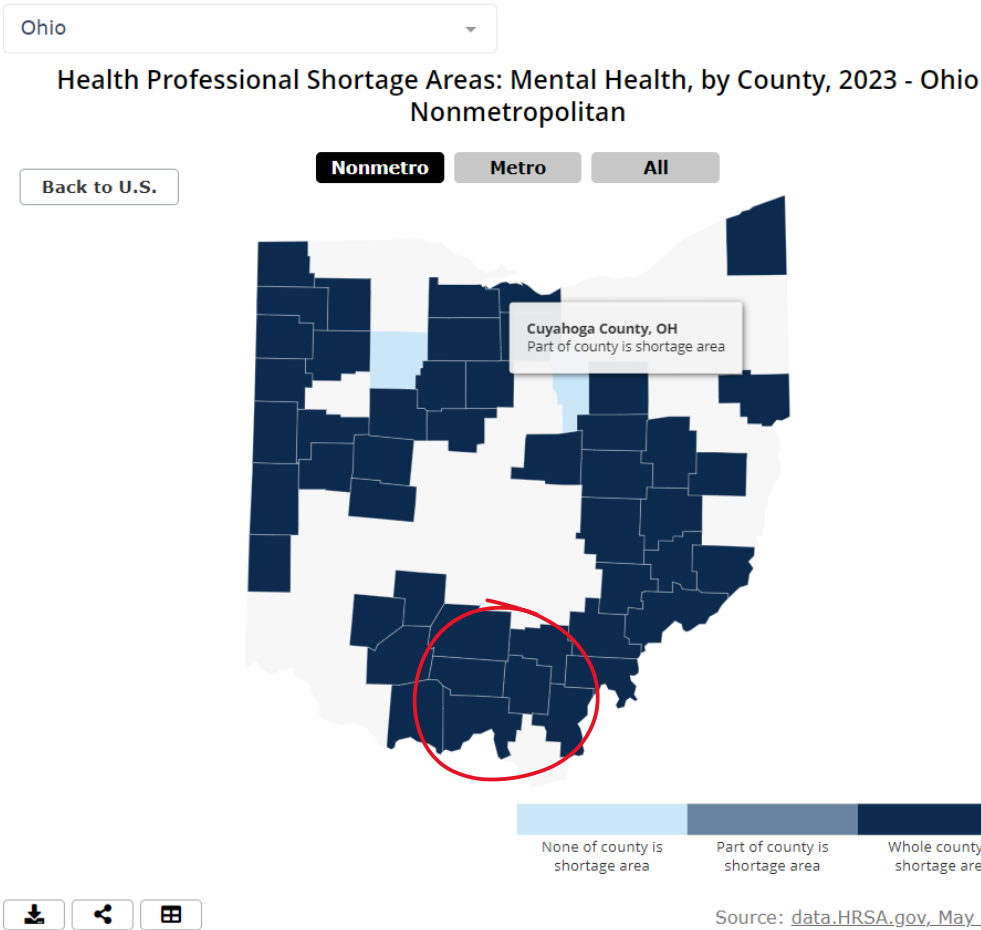 Ohio
Health Professional Shortage Areas: Mental Health, by County, 2023 - Ohio
Nonmetropolitan
Nonmetro Metro All
Back to U.S.
Cuyahoga County, OH
Part of county is shortage area
None of county is Part of county is Whole county
shortage area shortage area shortage are
Source: data.HRSA.gov, May